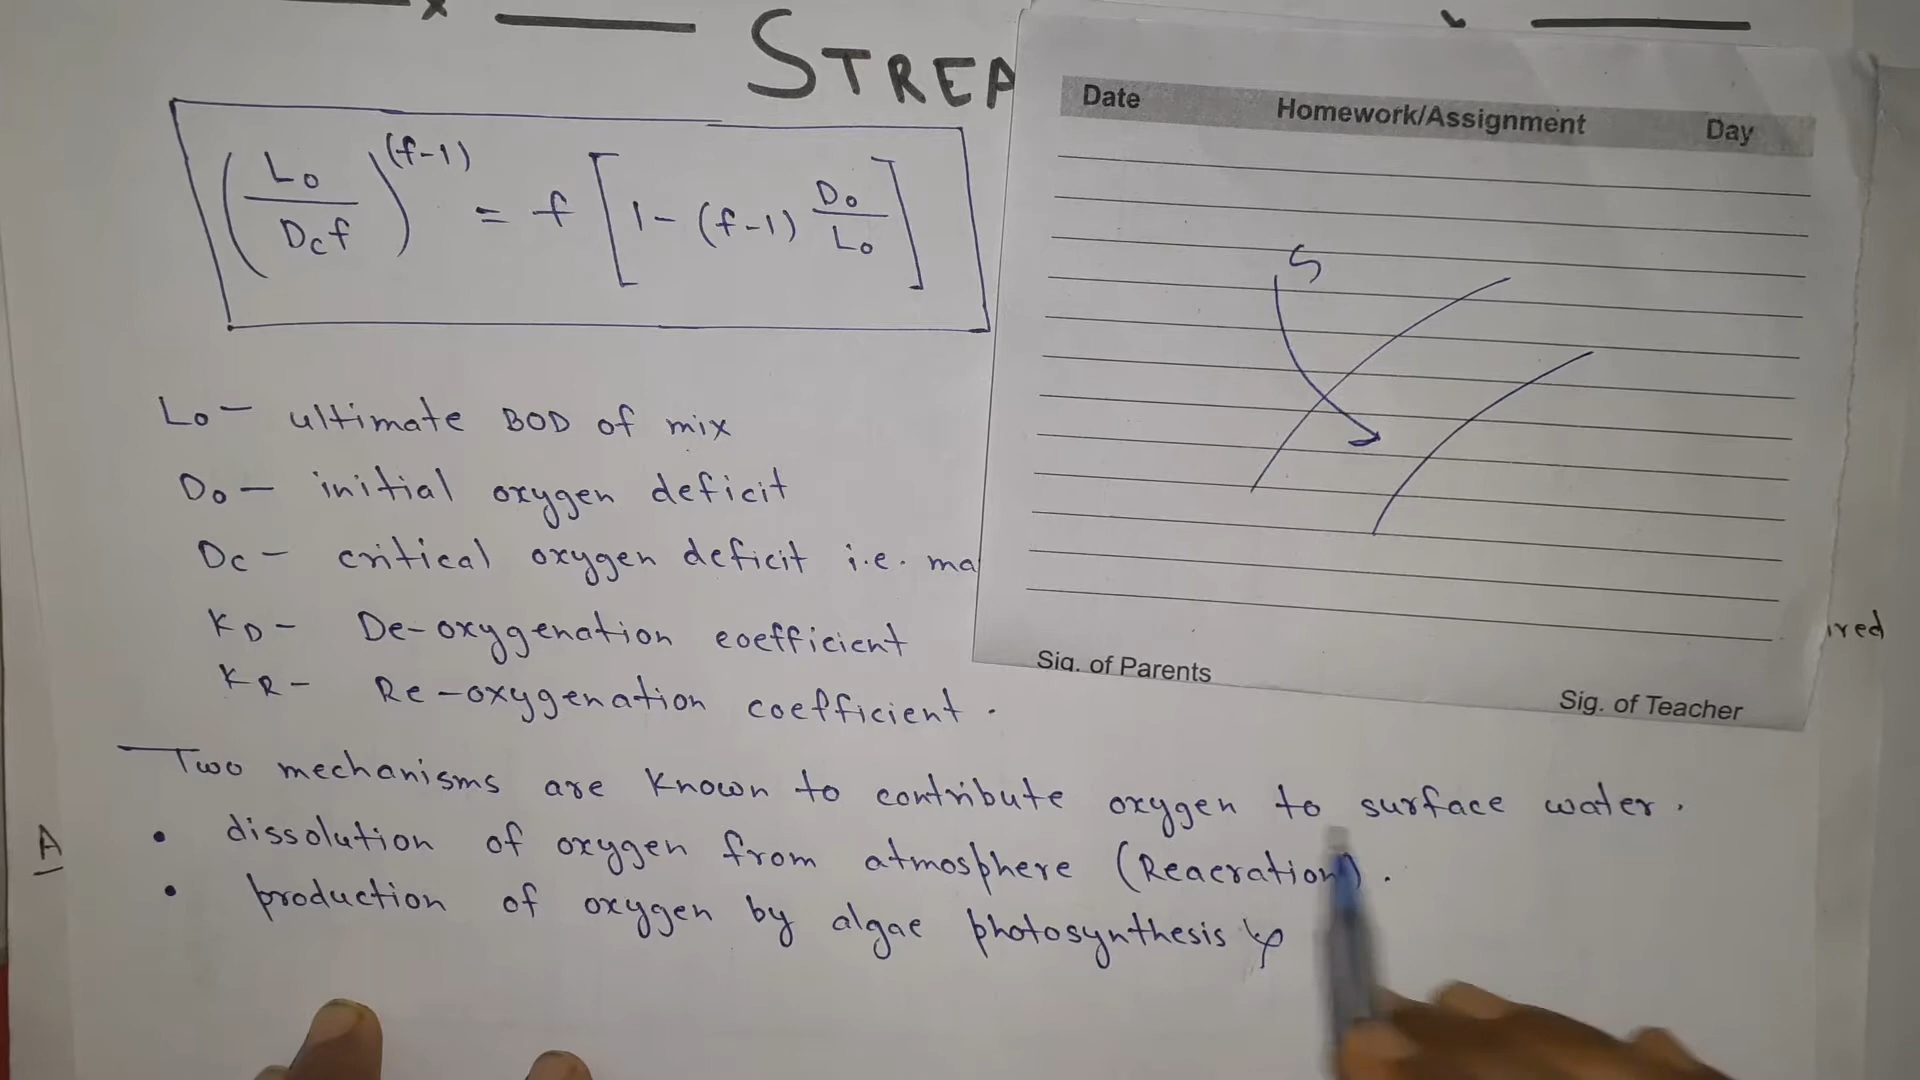 STREA
(L₀/D_c f)^(f-1) = f [1 - (f-1) D₀/L₀]
L₀ - ultimate BOD of mix
D₀ - initial oxygen deficit
Dc - critical oxygen deficit i.e. ma
K_D - De-oxygenation coefficient
K_R - Re-oxygenation coefficient.
Two mechanisms are known to contribute oxygen to surface water.
A
• dissolution of oxygen from atmosphere (Reaeration).
• production of oxygen by algae photosynthesis
Date Homework/Assignment Day
S
Sig. of Parents Sig. of Teacher
ired